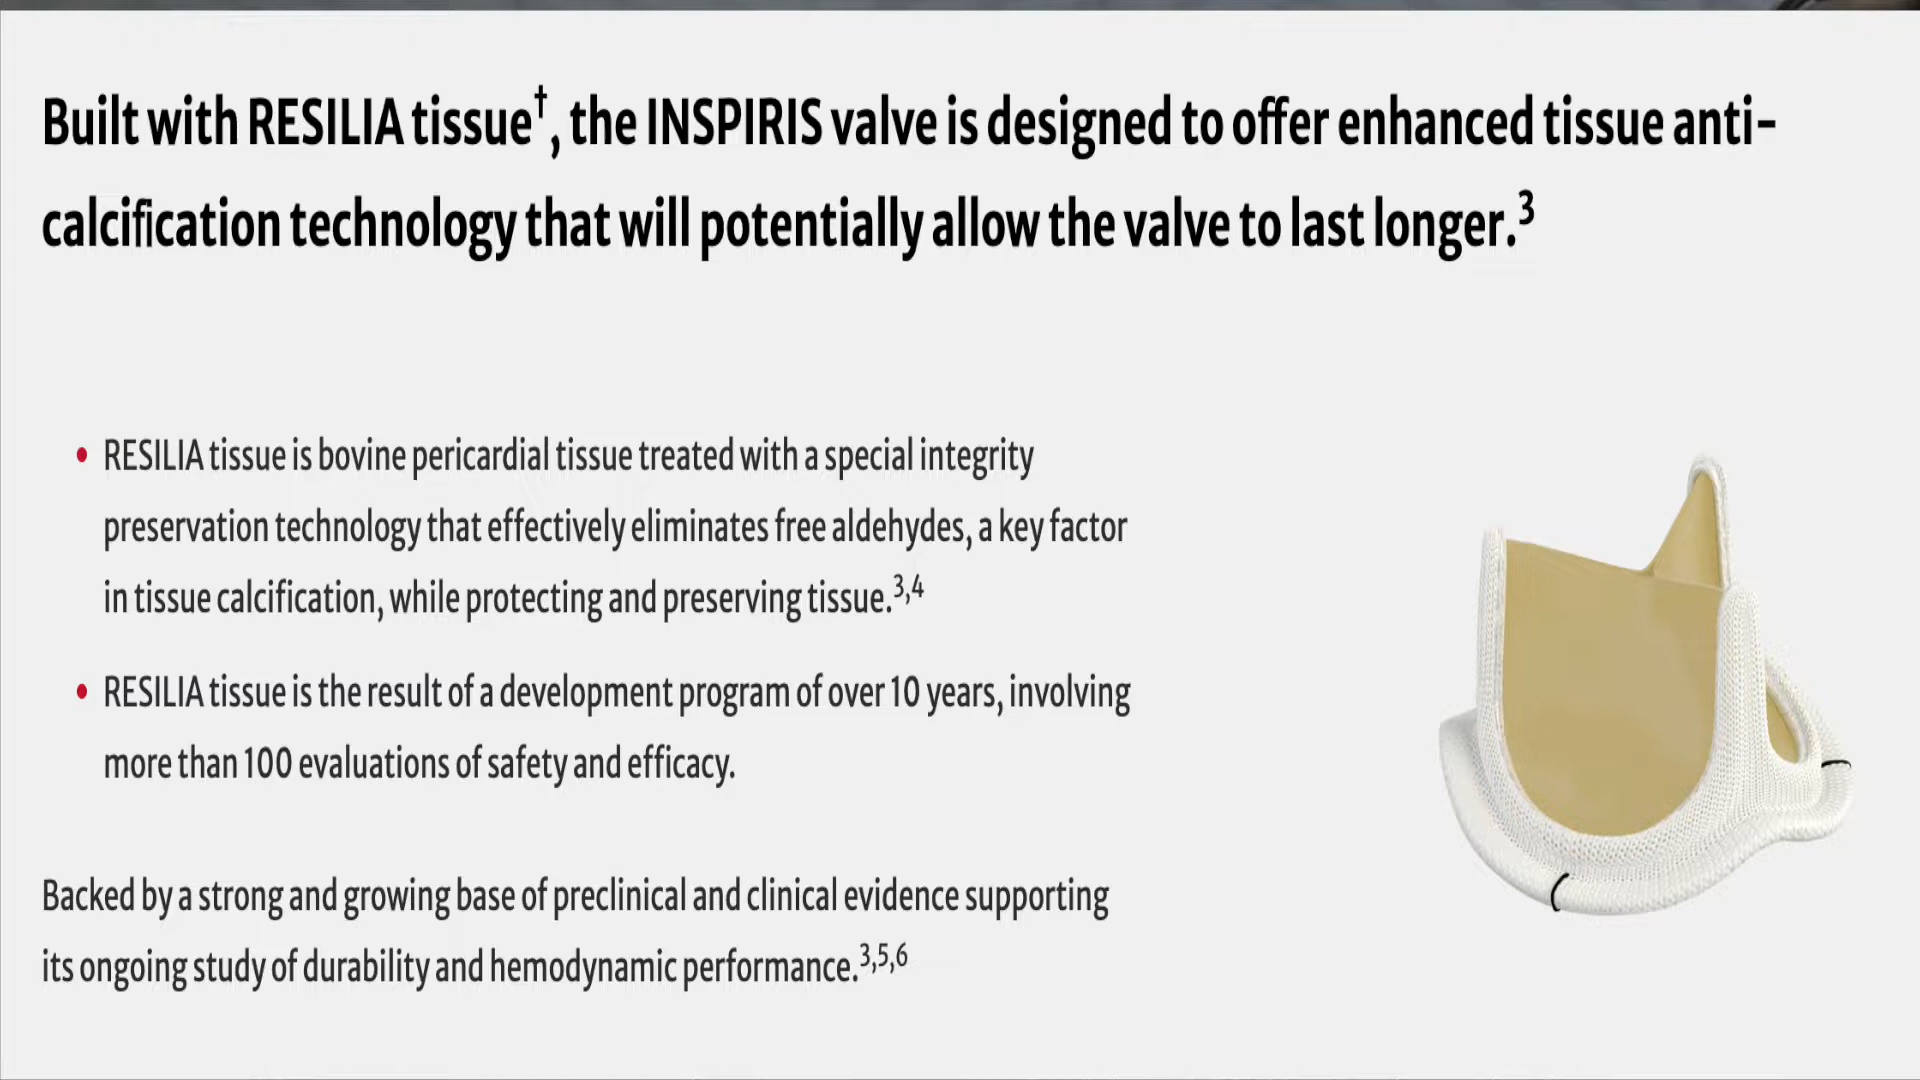 Built with RESILIA tissue†, the INSPIRIS valve is designed to offer enhanced tissue anti-
calcification technology that will potentially allow the valve to last longer.3
• RESILIA tissue is bovine pericardial tissue treated with a special integrity
preservation technology that effectively eliminates free aldehydes, a key factor
in tissue calcification, while protecting and preserving tissue.3,4
• RESILIA tissue is the result of a development program of over 10 years, involving
more than 100 evaluations of safety and efficacy.
Backed by a strong and growing base of preclinical and clinical evidence supporting
its ongoing study of durability and hemodynamic performance.3,5,6